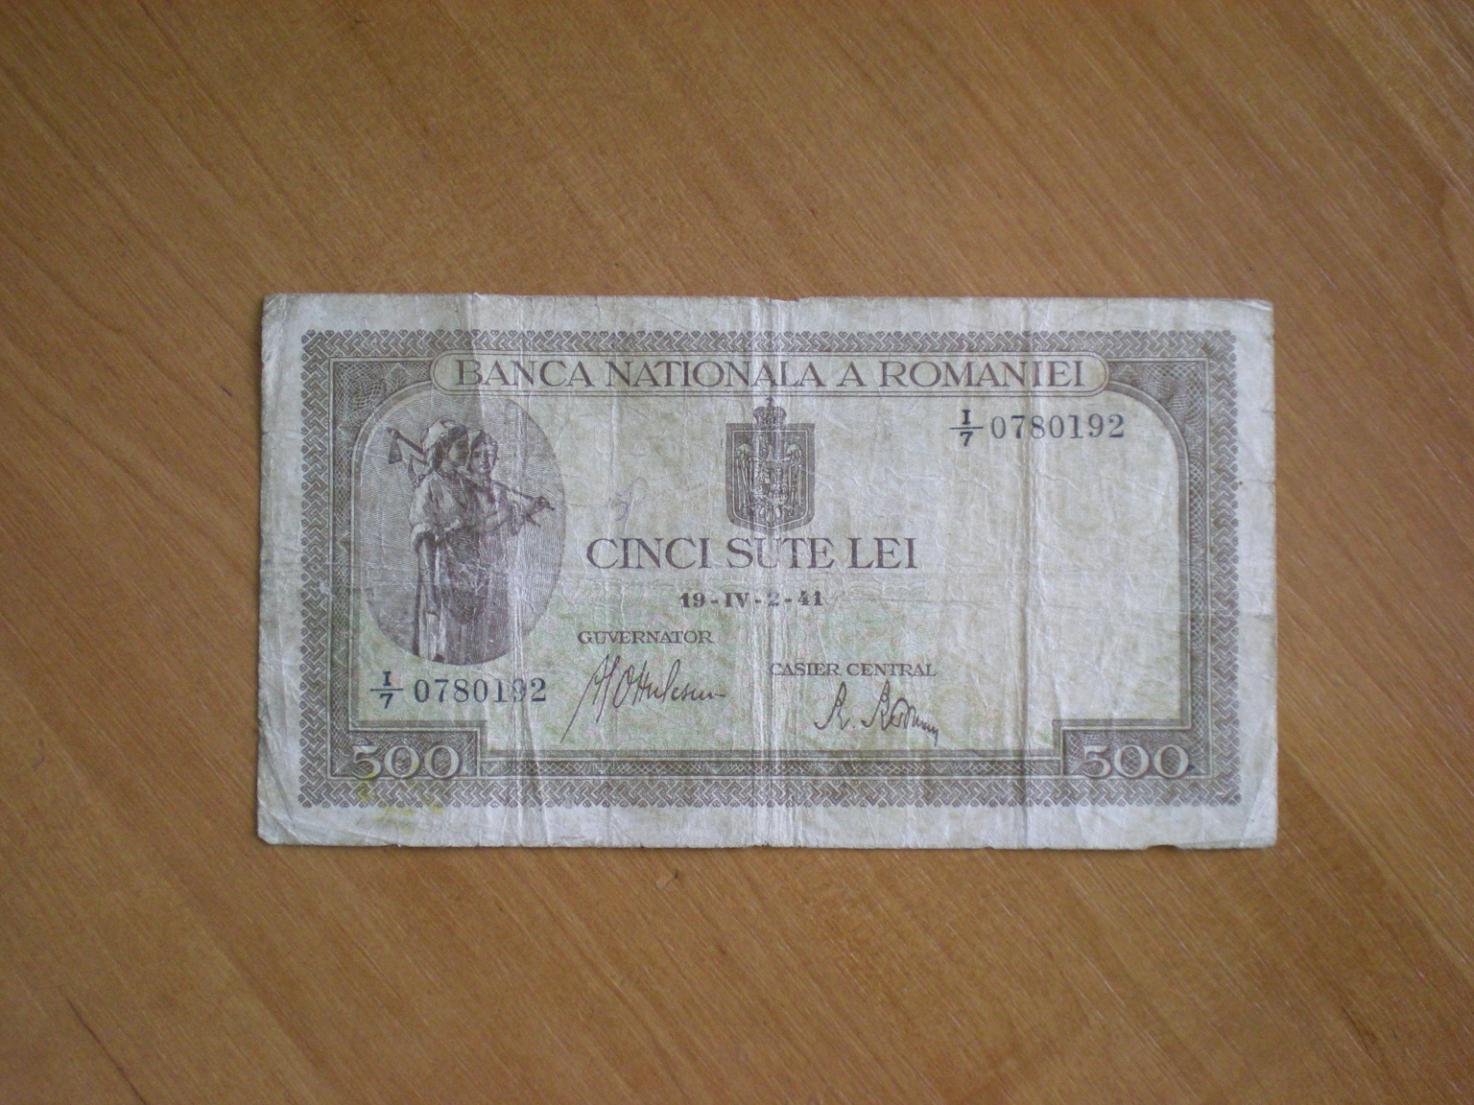 BANCA NATIONALA A ROMANIEI
I/7 0780192
CINCI SUTE LEI
19-IV-2-41
GUVERNATOR
CASIER CENTRAL
I/7 0780192
500
500